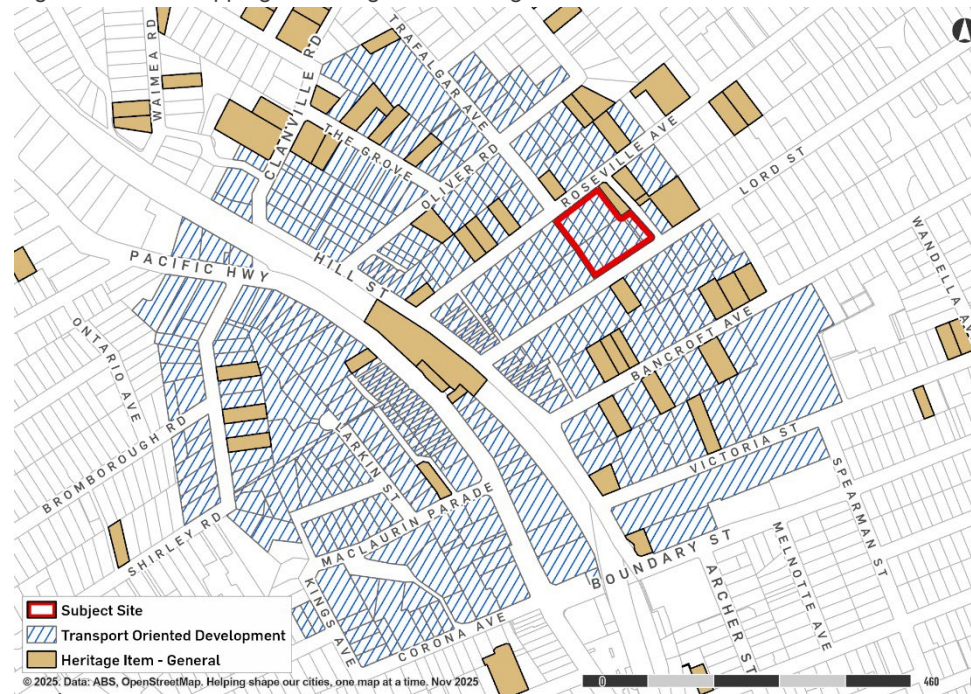 WAIMEA RD
CLANVILLE RD
TRAFALGAR AVE
THE GROVE
OLIVER RD
ROSEVILLE AVE
LORD ST
WANDELLA AV
PACIFIC HWY
HILL ST
BANCROFT AVE
ONTARIO AVE
LARKIN ST
VICTORIA ST
BROMBOROUGH RD
MACLAURIN PARADE
SHIRLEY RD
SPEARMAN ST
BOUNDARY ST
MELNOTTE AVE
ARCHER ST
KINGS AVE
CORONA AVE
Subject Site
Transport Oriented Development
Heritage Item - General
© 2025. Data: ABS, OpenStreetMap. Helping shape our cities, one map at a time. Nov 2025
0 460